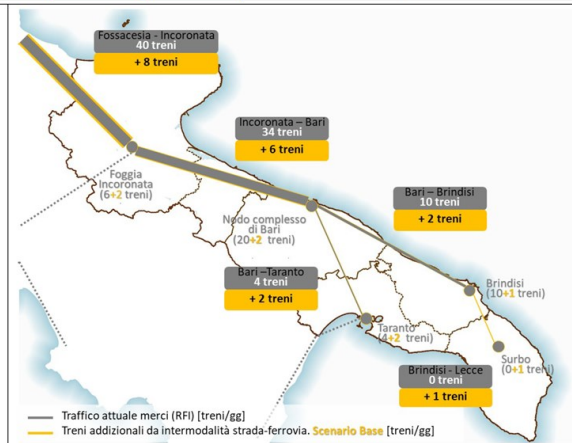 Fossacesia - Incoronata
40 treni
+ 8 treni
Incoronata – Bari
34 treni
+ 6 treni
Foggia
Incoronata
(6+2 treni)
Bari – Brindisi
10 treni
+ 2 treni
Nodo complesso
di Bari
(20+2 treni)
Bari –Taranto
4 treni
+ 2 treni
Brindisi
(10+1 treni)
Taranto
(4+2 treni)
Surbo
(0+1 treni)
Brindisi - Lecce
0 treni
+ 1 treni
Traffico attuale merci (RFI) [treni/gg]
Treni addizionali da intermodalità strada-ferrovia. Scenario Base [treni/gg]